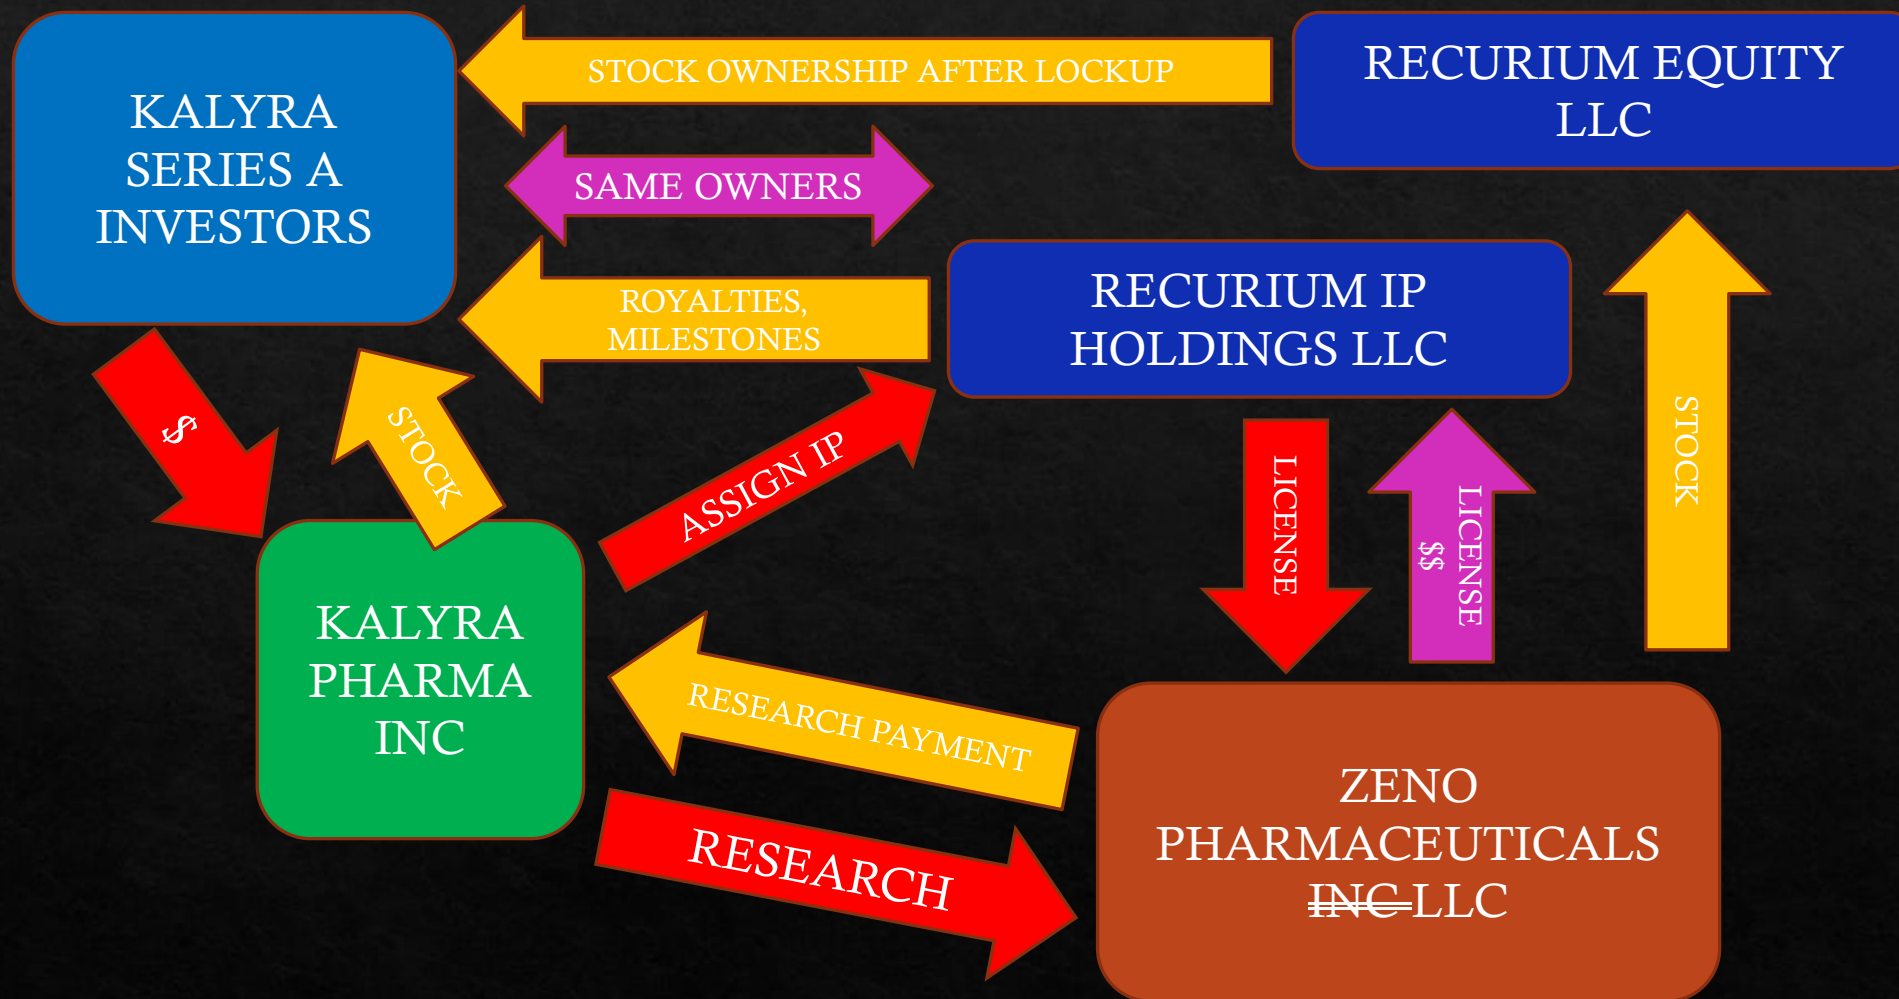 KALYRA
SERIES A
INVESTORS
STOCK OWNERSHIP AFTER LOCKUP
RECURIUM EQUITY
LLC
SAME OWNERS
ROYALTIES,
MILESTONES
RECURIUM IP
HOLDINGS LLC
$
STOCK
ASSIGN IP
LICENSE
LICENSE
$$
STOCK
KALYRA
PHARMA
INC
RESEARCH PAYMENT
RESEARCH
ZENO
PHARMACEUTICALS
INC LLC